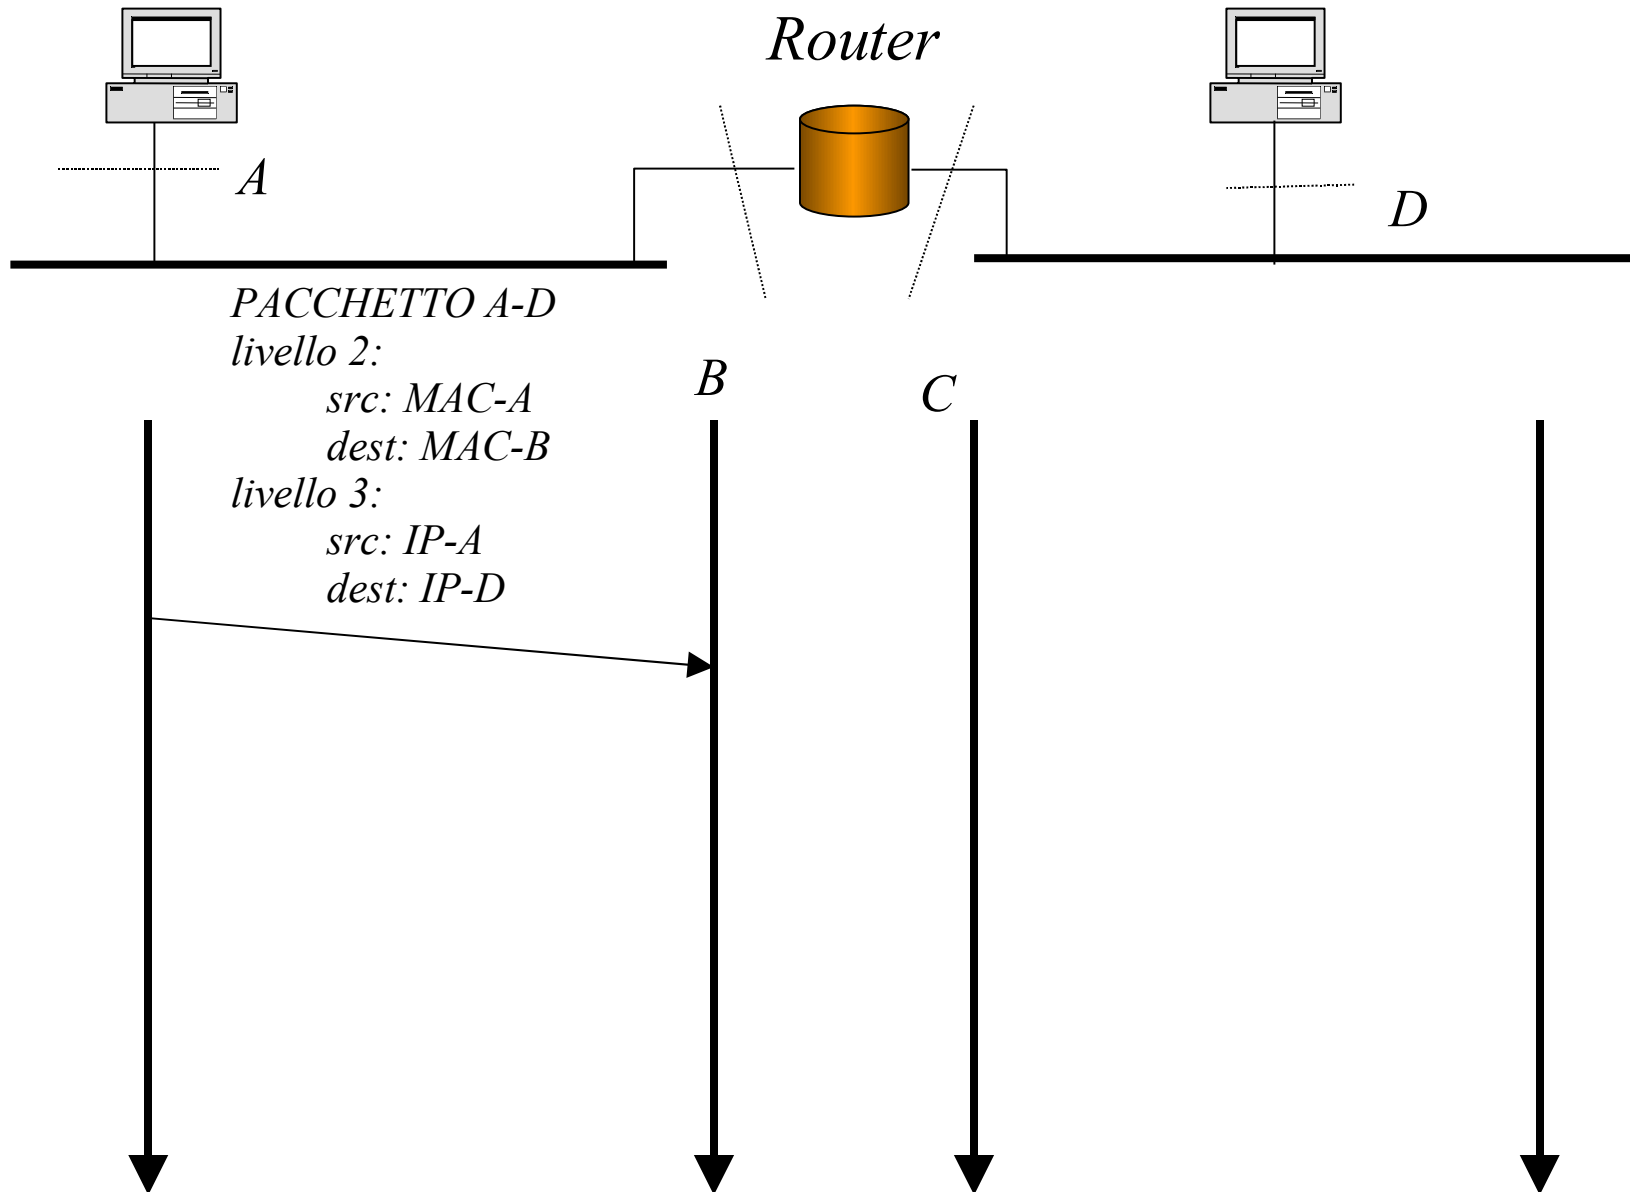 Router
A
D
PACCHETTO A-D
livello 2:
src: MAC-A
dest: MAC-B
livello 3:
src: IP-A
dest: IP-D
B
C